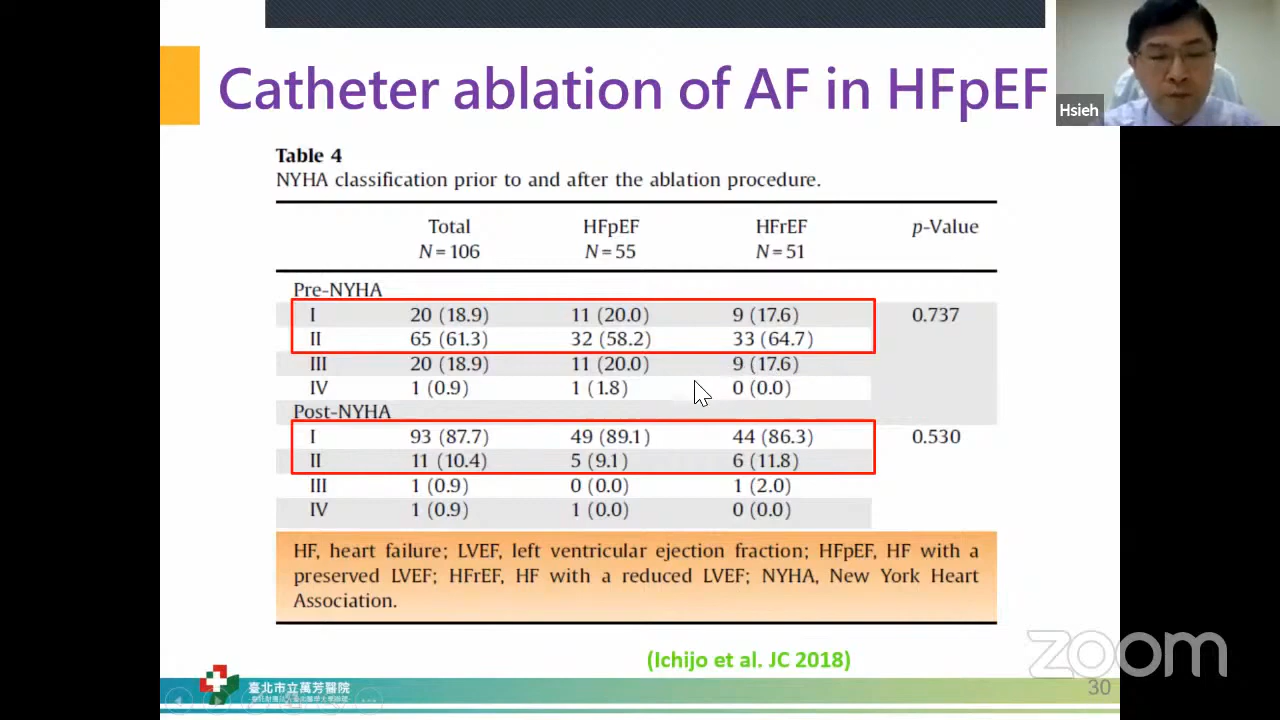 Catheter ablation of AF in HFpEF
Hsieh
Table 4
NYHA classification prior to and after the ablation procedure.
Total HFpEF HFrEF p-Value
N = 106 N = 55 N = 51
Pre-NYHA
I 20 (18.9) 11 (20.0) 9 (17.6) 0.737
II 65 (61.3) 32 (58.2) 33 (64.7)
III 20 (18.9) 11 (20.0) 9 (17.6)
IV 1 (0.9) 1 (1.8) 0 (0.0)
Post-NYHA
I 93 (87.7) 49 (89.1) 44 (86.3) 0.530
II 11 (10.4) 5 (9.1) 6 (11.8)
III 1 (0.9) 0 (0.0) 1 (2.0)
IV 1 (0.9) 1 (0.0) 0 (0.0)
HF, heart failure; LVEF, left ventricular ejection fraction; HFpEF, HF with a
preserved LVEF; HFrEF, HF with a reduced LVEF; NYHA, New York Heart
Association.
(Ichijo et al. JC 2018)
zoom
30
臺北市立萬芳醫院